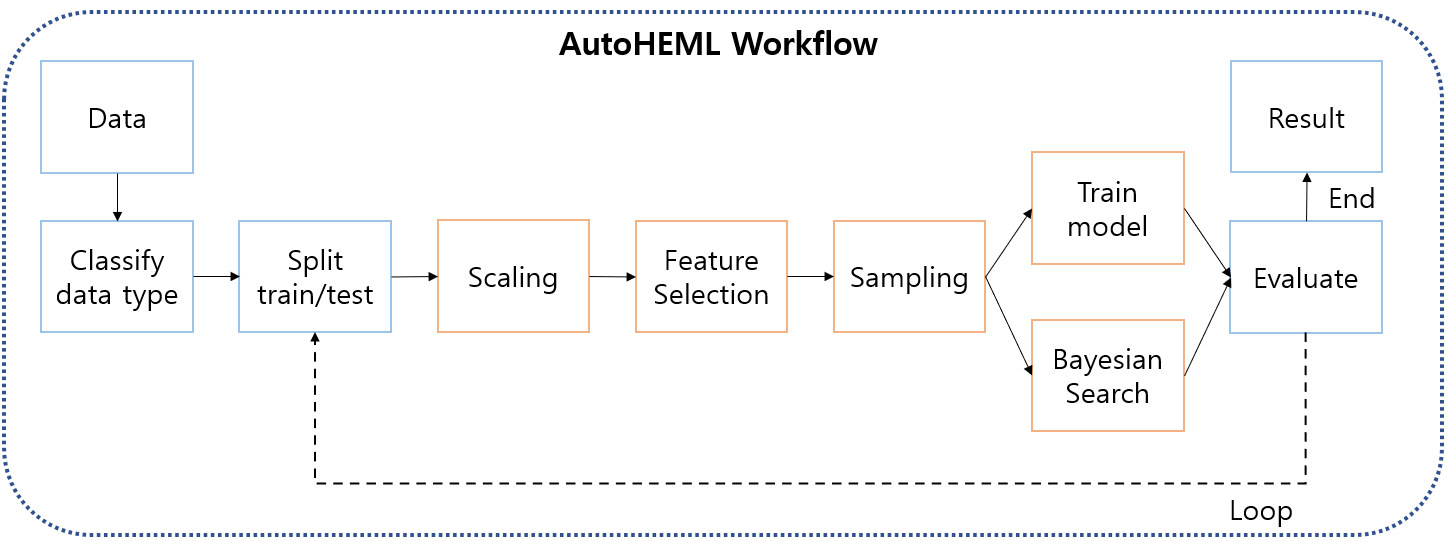 AutoHEML Workflow
Data
Classify
data type
Split
train/test
Scaling
Feature
Selection
Sampling
Train
model
Bayesian
Search
Evaluate
End
Result
Loop